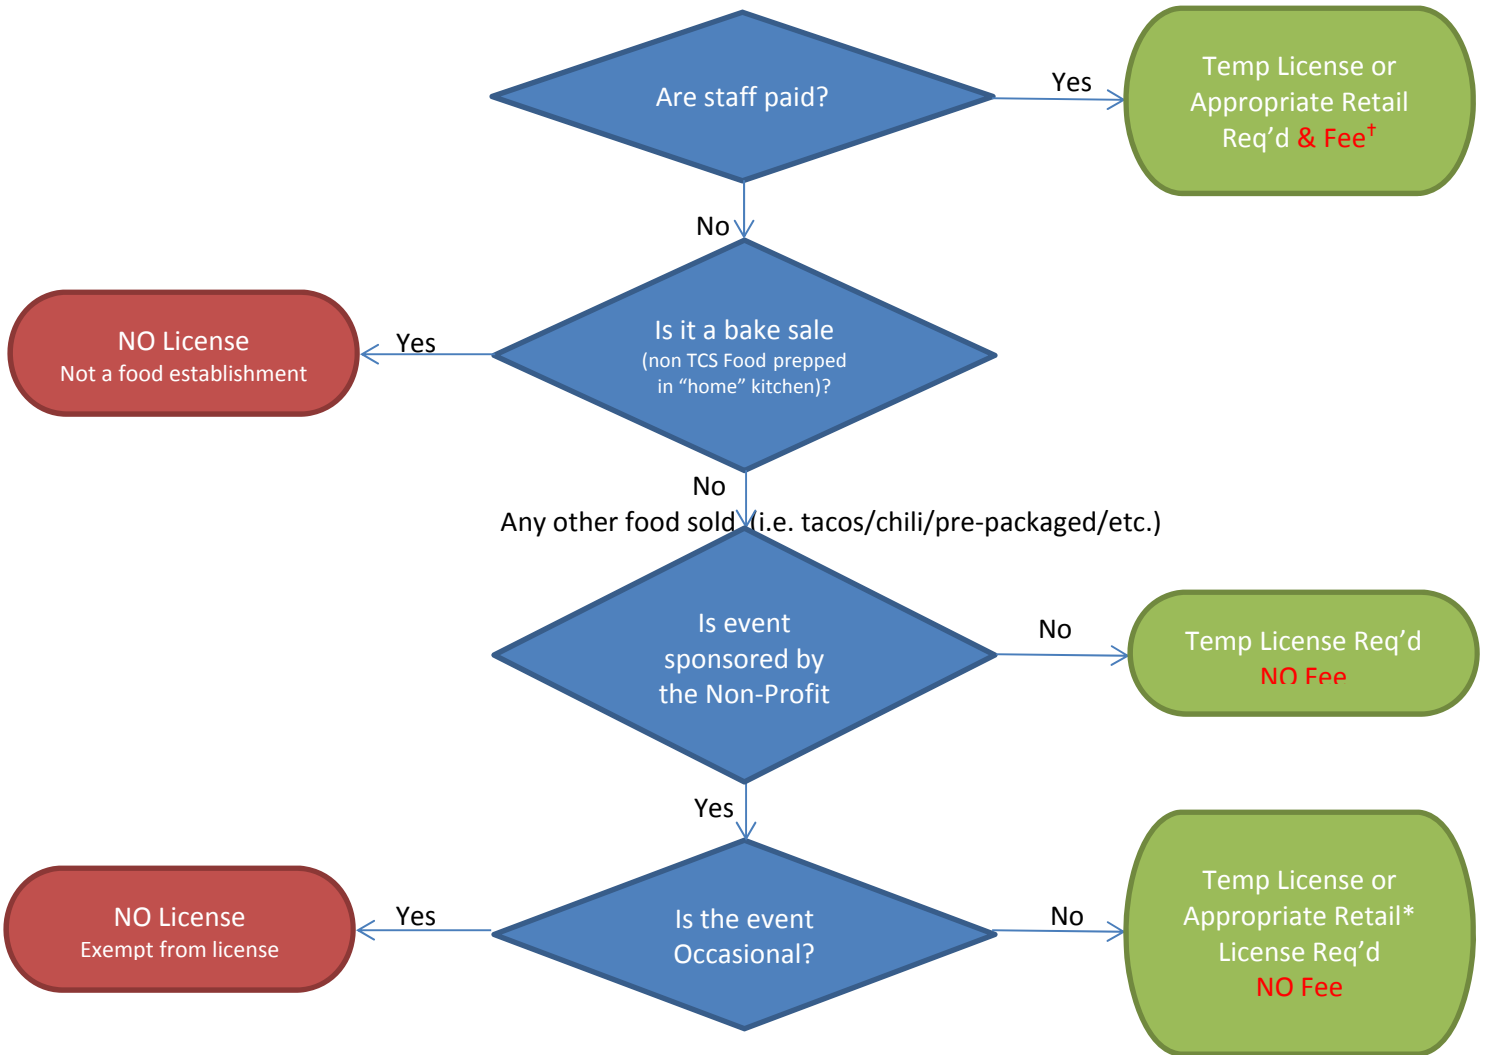 Are staff paid?
Yes
Temp License or
Appropriate Retail
Req’d & Fee†
No
Is it a bake sale
(non TCS Food prepped
in “home” kitchen)?
Yes
NO License
Not a food establishment
No
Any other food sold (i.e. tacos/chili/pre-packaged/etc.)
Is event
sponsored by
the Non-Profit
No
Temp License Req’d
NO Fee
Yes
Is the event
Occasional?
Yes
NO License
Exempt from license
No
Temp License or
Appropriate Retail*
License Req’d
NO Fee